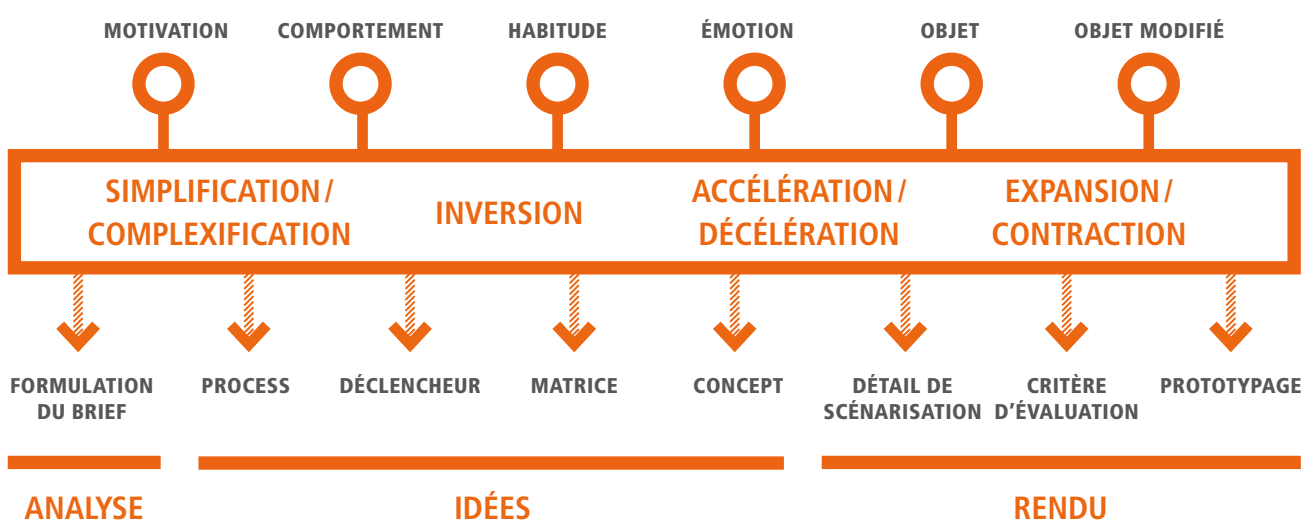 MOTIVATION
COMPORTEMENT
HABITUDE
ÉMOTION
OBJET
OBJET MODIFIÉ
SIMPLIFICATION /
COMPLEXIFICATION
INVERSION
ACCÉLÉRATION /
DÉCÉLÉRATION
EXPANSION /
CONTRACTION
FORMULATION
DU BRIEF
PROCESS
DÉCLENCHEUR
MATRICE
CONCEPT
DÉTAIL DE
SCÉNARISATION
CRITÈRE
D’ÉVALUATION
PROTOTYPAGE
ANALYSE
IDÉES
RENDU